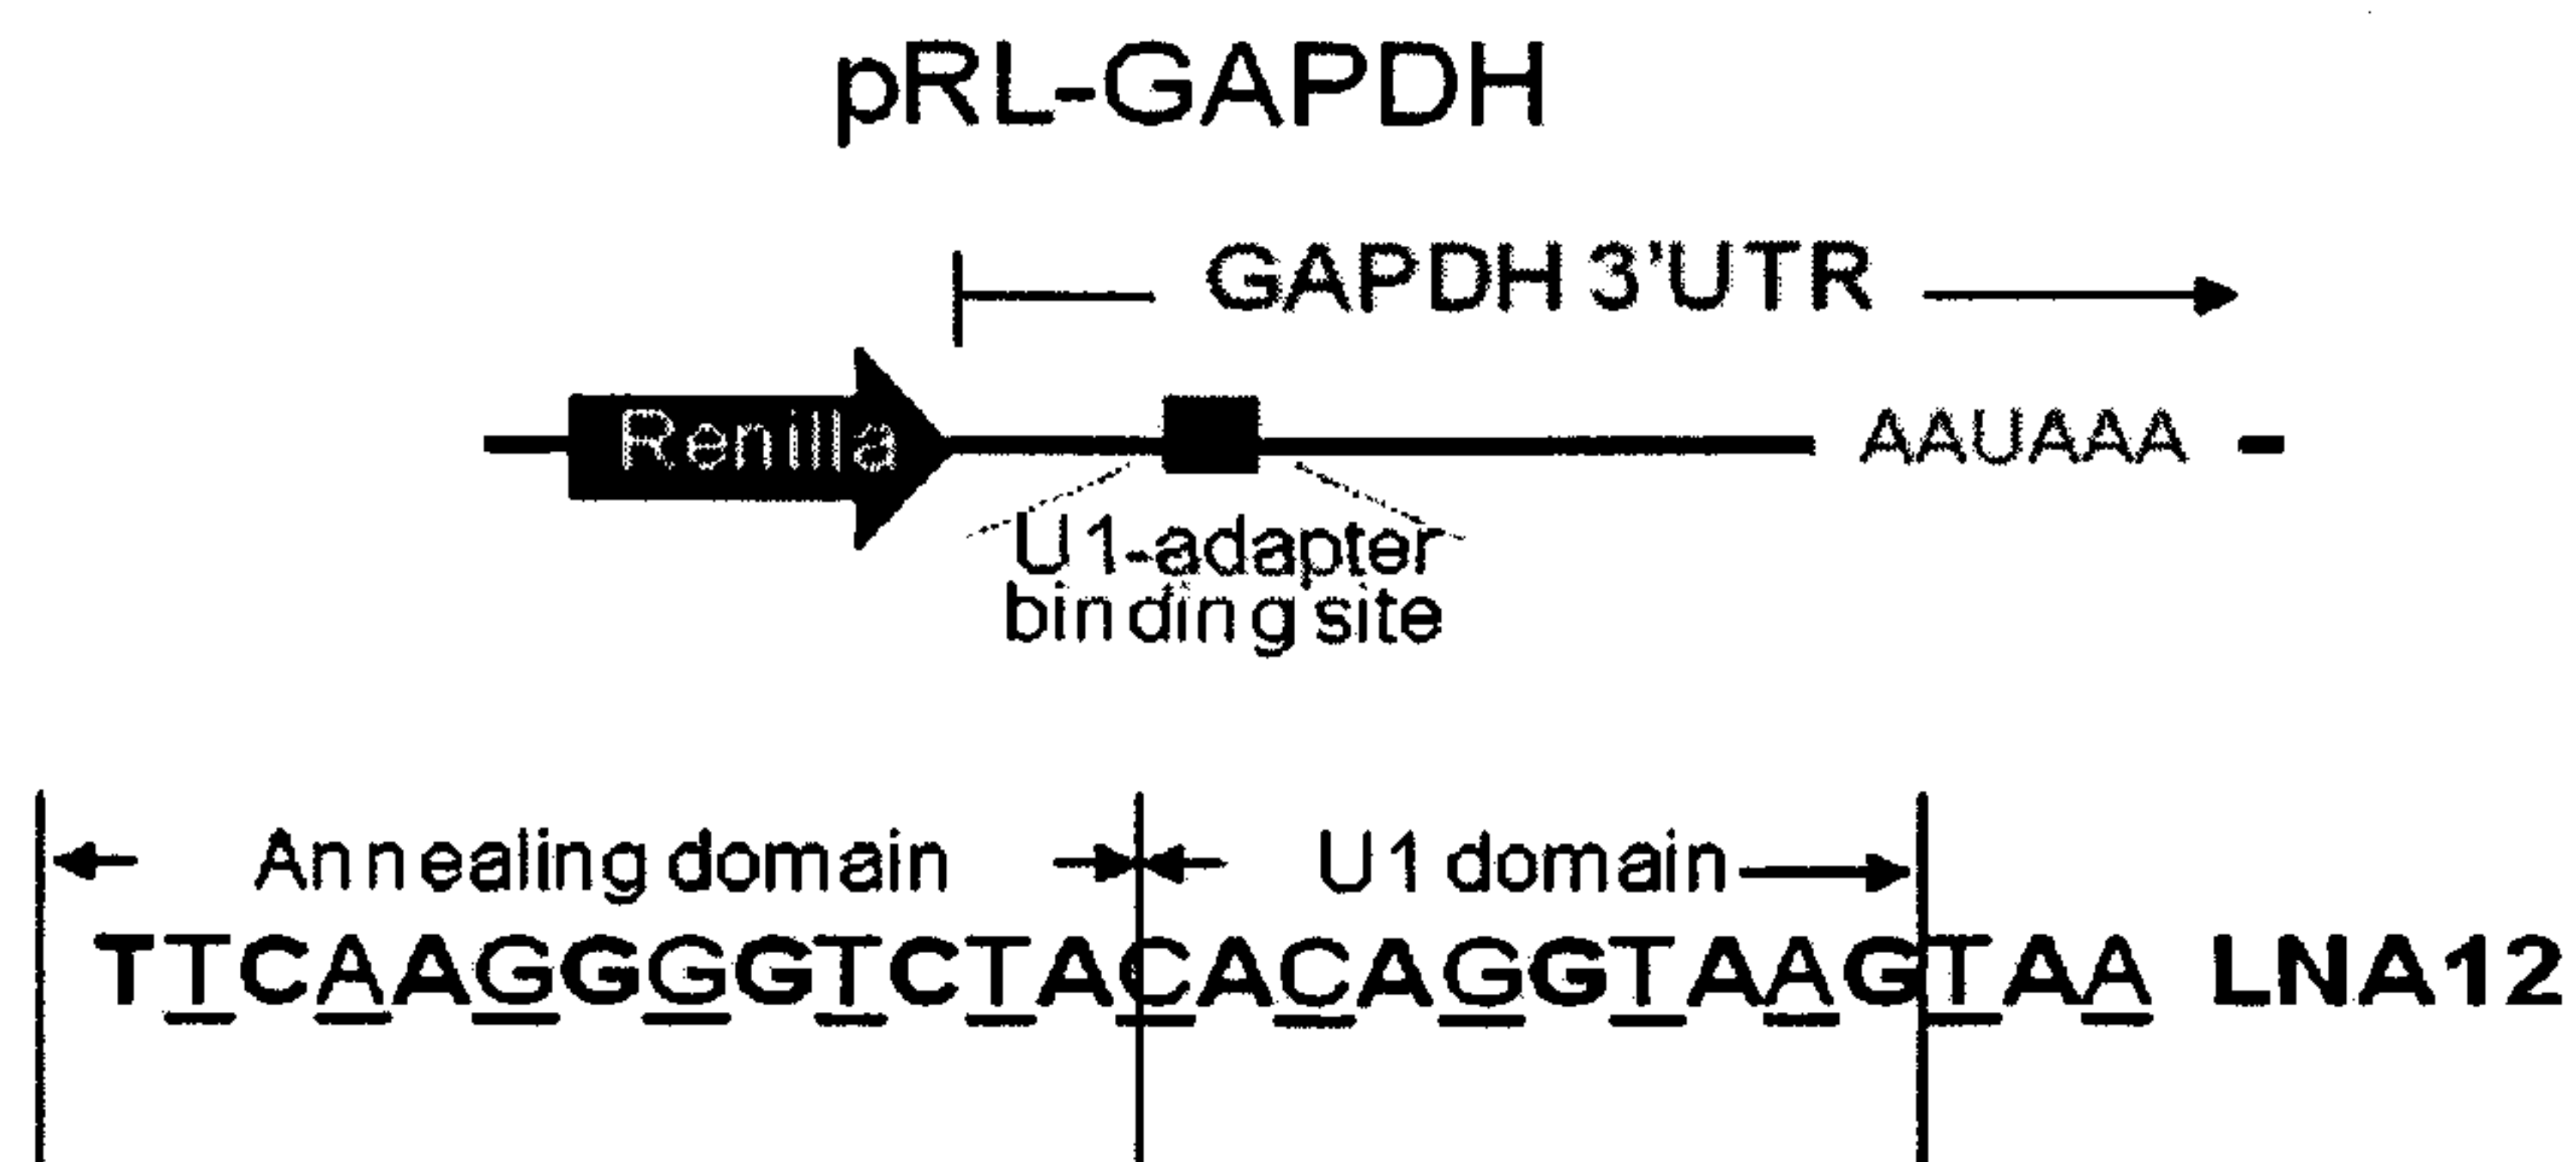 pRL-GAPDH
GAPDH 3'UTR
Renilla
AAUAAA
U1-adapter
binding site
Annealing domain
U1 domain
TTCAAGGGGTCTACACAGGTAAGTAA LNA12